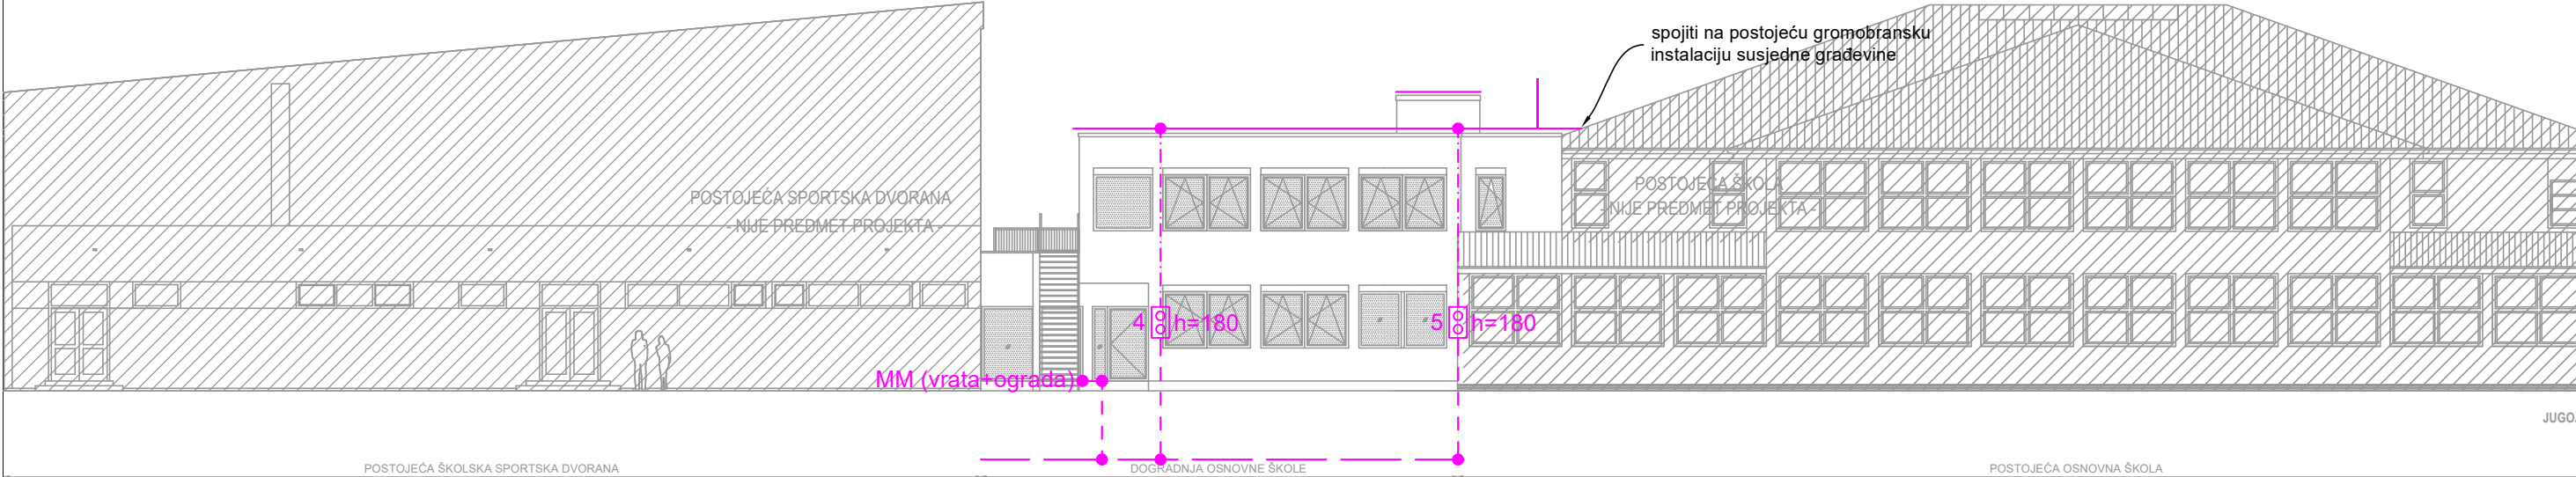 spojiti na postojeću gromobransku
instalaciju susjedne građevine
POSTOJEĆA SPORTSKA DVORANA
- NIJE PREDMET PROJEKTA -
POSTOJEĆA ŠKOLA
- NIJE PREDMET PROJEKTA -
4 h=180
5 h=180
MM (vrata+ograda)
POSTOJEĆA ŠKOLSKA SPORTSKA DVORANA
DOGRADNJA OSNOVNE ŠKOLE
POSTOJEĆA OSNOVNA ŠKOLA